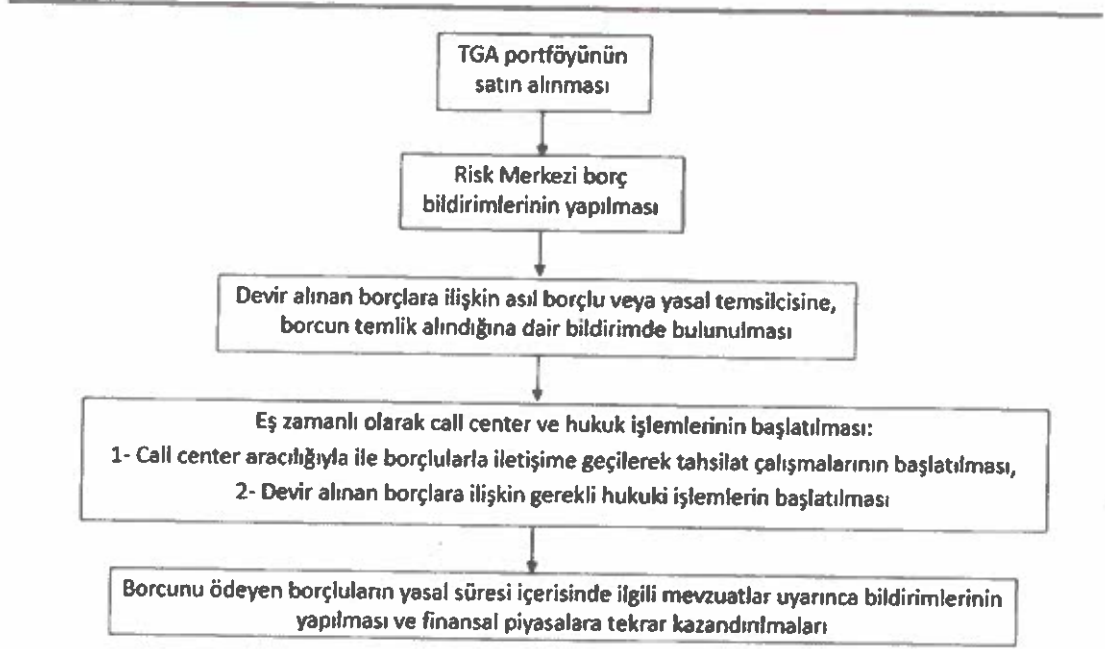 TGA portföyünün
satın alınması
Risk Merkezi borç
bildirimlerinin yapılması
Devir alınan borçlara ilişkin asıl borçlu veya yasal temsilcisine,
borcun temlik alındığına dair bildirimde bulunulması
Eş zamanlı olarak call center ve hukuk işlemlerinin başlatılması:
1- Call center aracılığıyla ile borçlularla iletişime geçilerek tahsilat çalışmalarının başlatılması,
2- Devir alınan borçlara ilişkin gerekli hukuki işlemlerin başlatılması
Borcunu ödeyen borçluların yasal süresi içerisinde ilgili mevzuatlar uyarınca bildirimlerinin
yapılması ve finansal piyasalara tekrar kazandırılmaları